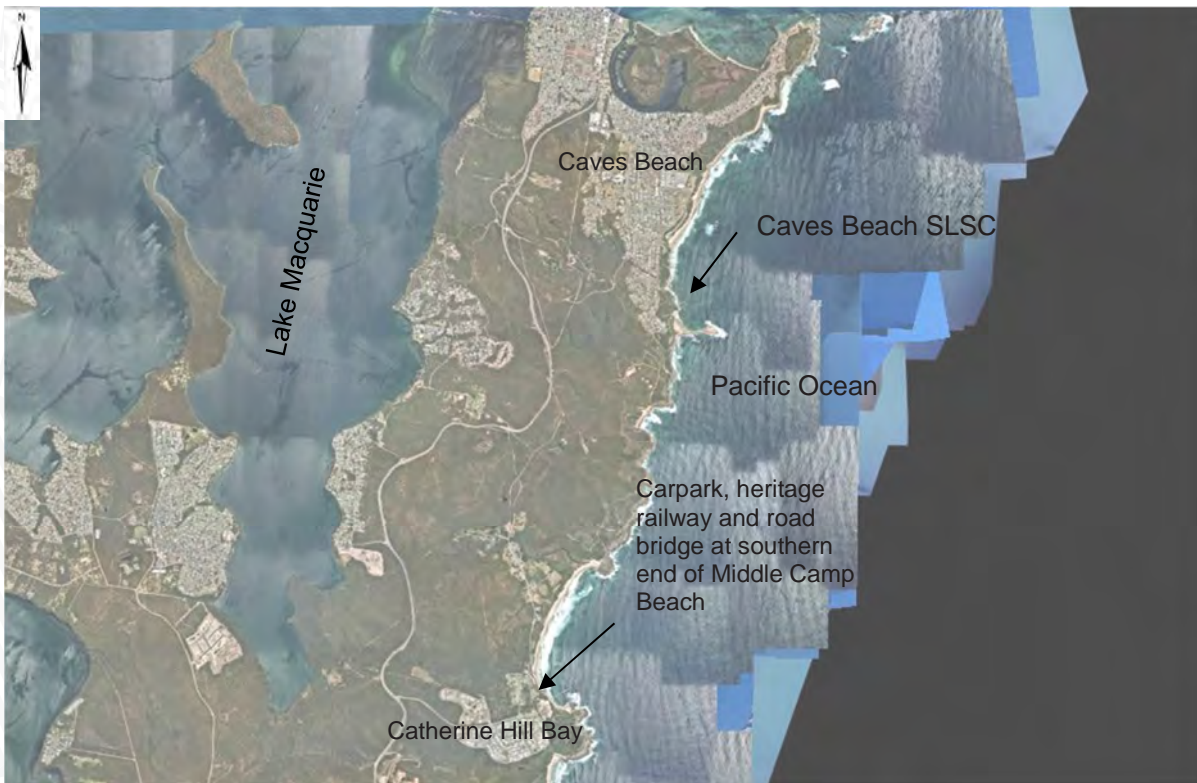 N
Caves Beach
Lake Macquarie
Caves Beach SLSC
Pacific Ocean
Carpark, heritage
railway and road
bridge at southern
end of Middle Camp
Beach
Catherine Hill Bay